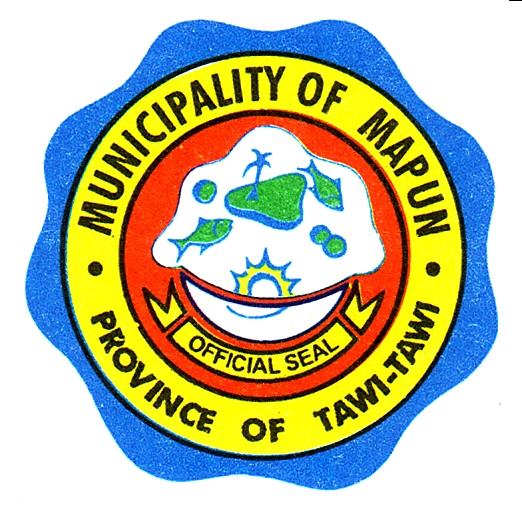 MUNICIPALITY OF MAPUN
PROVINCE OF TAWI-TAWI
OFFICIAL SEAL